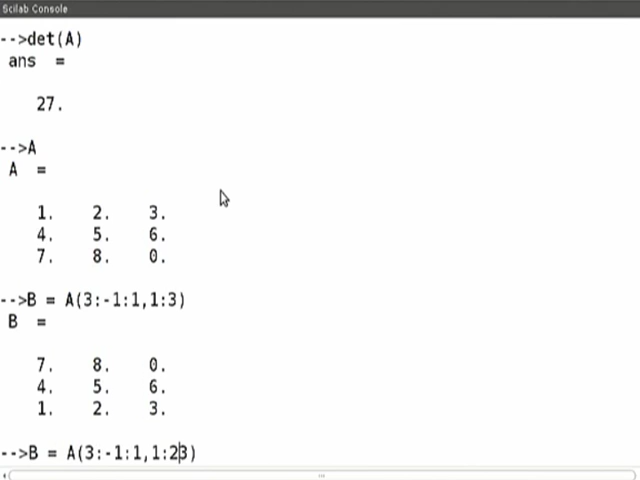 Scilab Console
-->det(A)
ans =
27.
-->A
A =
1. 2. 3.
4. 5. 6.
7. 8. 0.
-->B = A(3:-1:1,1:3)
B =
7. 8. 0.
4. 5. 6.
1. 2. 3.
-->B = A(3:-1:1,1:23)